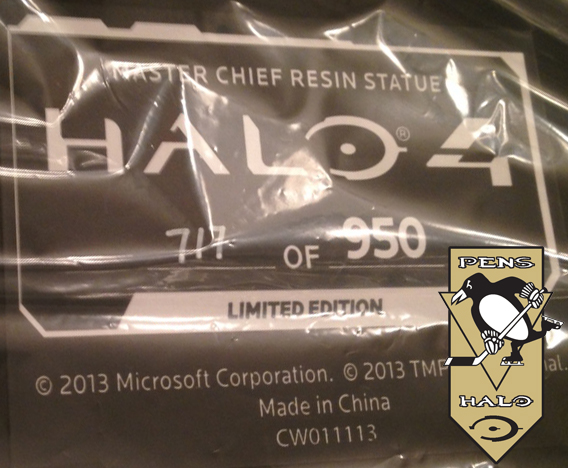 MASTER CHIEF RESIN STATUE
HALO® 4
717 OF 950
LIMITED EDITION
© 2013 Microsoft Corporation. © 2013 TMP
Made in China
CW011113
PENS
HALO